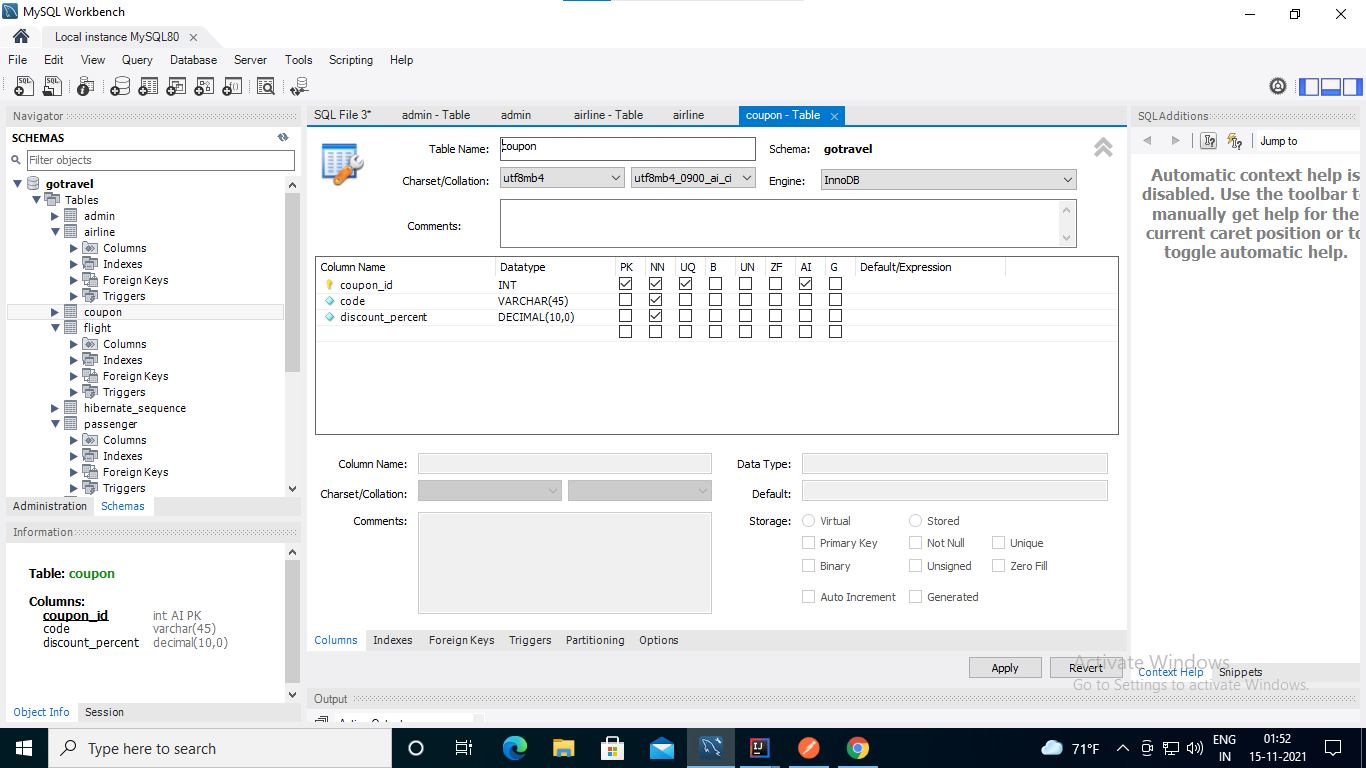 MySQL Workbench
Local instance MySQL80
File Edit View Query Database Server Tools Scripting Help
Navigator
SCHEMAS
Filter objects
gotravel
Tables
admin
airline
Columns
Indexes
Foreign Keys
Triggers
coupon
flight
Columns
Indexes
Foreign Keys
Triggers
hibernate_sequence
passenger
Columns
Indexes
Foreign Keys
Triggers
Administration Schemas
Information
Table: coupon
Columns:
coupon_id int AI PK
code varchar(45)
discount_percent decimal(10,0)
Object Info Session
SQL File 3* admin - Table admin airline - Table airline coupon - Table
Table Name: coupon Schema: gotravel
Charset/Collation: utf8mb4 utf8mb4_0900_ai_ci Engine: InnoDB
Comments:
Column Name Datatype PK NN UQ B UN ZF AI G Default/Expression
coupon_id INT
code VARCHAR(45)
discount_percent DECIMAL(10,0)
Column Name: Data Type:
Charset/Collation: Default:
Comments: Storage: Virtual Stored
Primary Key Not Null Unique
Binary Unsigned Zero Fill
Auto Increment Generated
Columns Indexes Foreign Keys Triggers Partitioning Options
Apply Revert
Output
SQLAdditions
Jump to
Automatic context help is
disabled. Use the toolbar
manually get help for the
current caret position or
toggle automatic help.
Activate Windows
Go to Settings to activate Windows.
Context Help Snippets
Type here to search
71°F
ENG
IN
01:52
15-11-2021